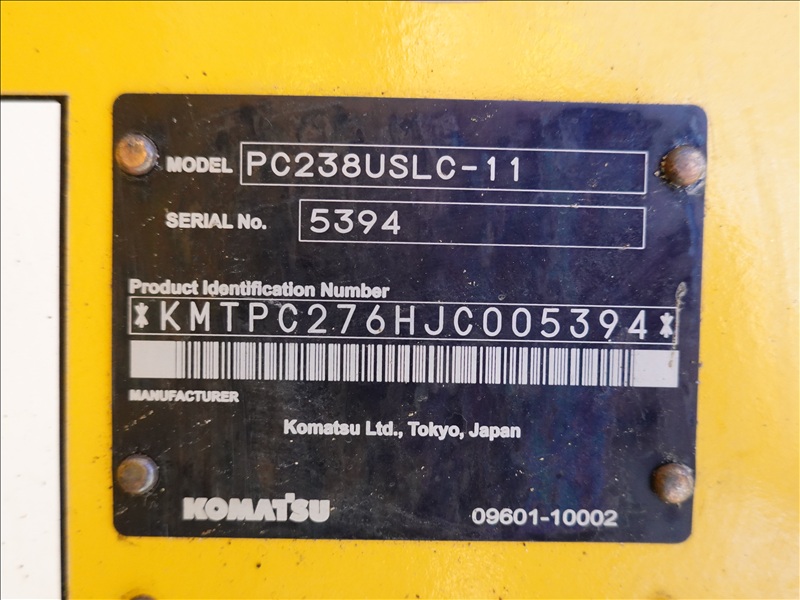 MODEL PC238USLC-11
SERIAL No. 5394
Product Identification Number
*KMTPC276HJC005394*
MANUFACTURER
Komatsu Ltd., Tokyo, Japan
KOMATSU 09601-10002